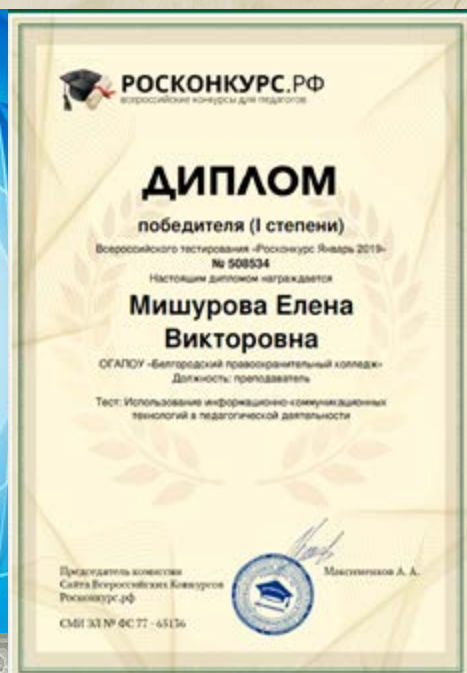 РОСКОНКУРС.РФ
всероссийские конкурсы для педагогов
ДИПЛОМ
победителя (I степени)
Всероссийского тестирования «Росконкурс Январь 2019»
№ 508534
Настоящим дипломом награждается
Мишурова Елена
Викторовна
ОГАПОУ «Белгородский правоохранительный колледж»
Должность: преподаватель
Тест: Использование информационно-коммуникационных
технологий в педагогической деятельности
Председатель комиссии
Сайта Всероссийских Конкурсов
Росконкурс.рф
Максименков А. А.
СМИ ЭЛ № ФС 77 - 65136